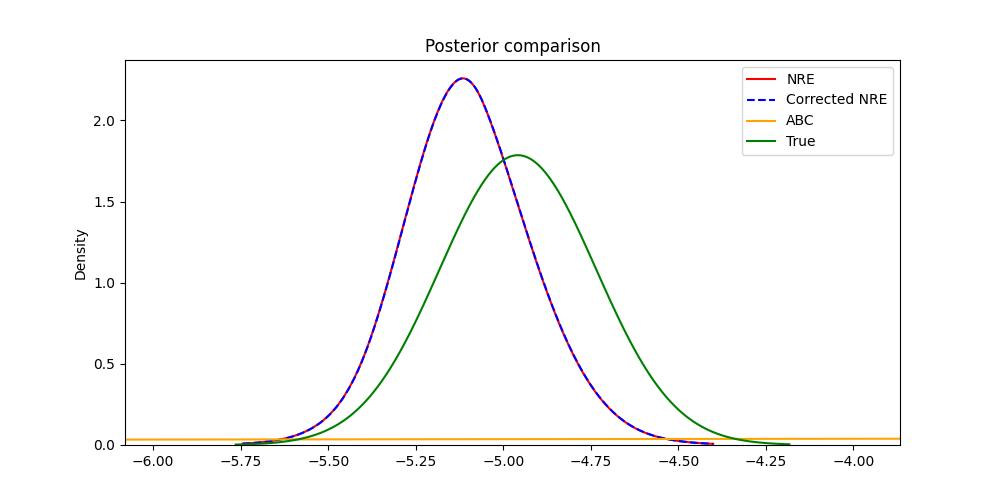 Posterior comparison
NRE
Corrected NRE
ABC
True
Density
2.0
1.5
1.0
0.5
0.0
−6.00 −5.75 −5.50 −5.25 −5.00 −4.75 −4.50 −4.25 −4.00